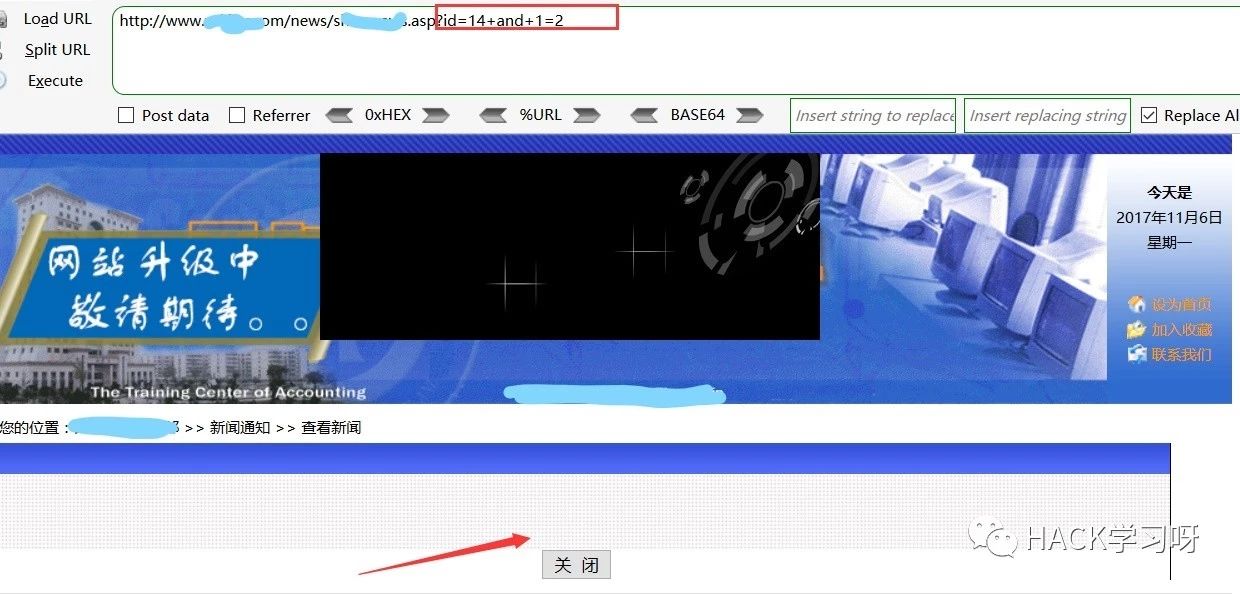 Load URL
http://www. om/news/s .asp?id=14+and+1=2
Split URL
Execute
Post data Referrer 0xHEX %URL BASE64 Insert string to replace Insert replacing string Replace Al
今天是
2017年11月6日
星期一
网站升级中
敬请期待。。
设为首页
加入收藏
联系我们
The Training Center of Accounting
您的位置： >> 新闻通知 >> 查看新闻
HACK学习呀
关 闭